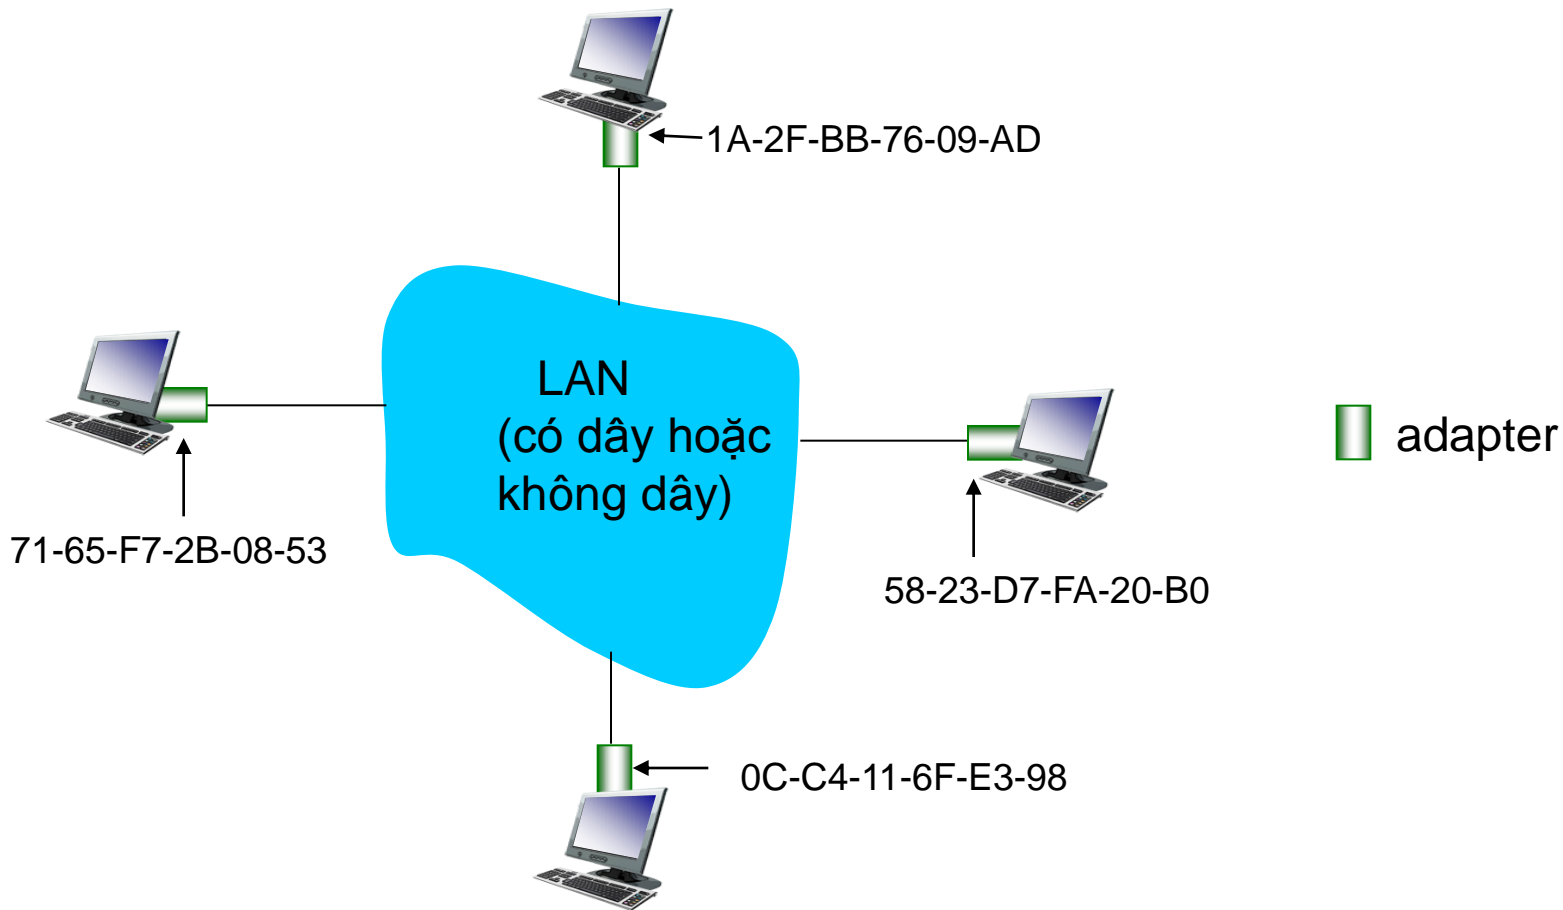 1A-2F-BB-76-09-AD
LAN
(có dây hoặc
không dây)
adapter
71-65-F7-2B-08-53
58-23-D7-FA-20-B0
0C-C4-11-6F-E3-98